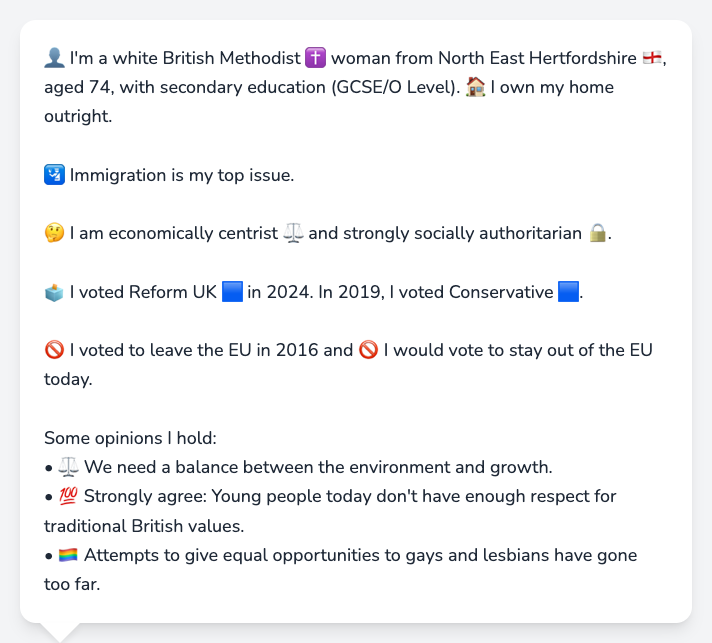 👤 I'm a white British Methodist ✝️ woman from North East Hertfordshire 🏴󠁧󠁢󠁥󠁮󠁧󠁿,
aged 74, with secondary education (GCSE/O Level). 🏠 I own my home
outright.
🛂 Immigration is my top issue.
🤔 I am economically centrist ⚖️ and strongly socially authoritarian 🔒.
🗳️ I voted Reform UK 🟦 in 2024. In 2019, I voted Conservative 🟦.
🚫 I voted to leave the EU in 2016 and 🚫 I would vote to stay out of the EU
today.
Some opinions I hold:
• ⚖️ We need a balance between the environment and growth.
• 💯 Strongly agree: Young people today don't have enough respect for
traditional British values.
• 🏳️‍🌈 Attempts to give equal opportunities to gays and lesbians have gone
too far.